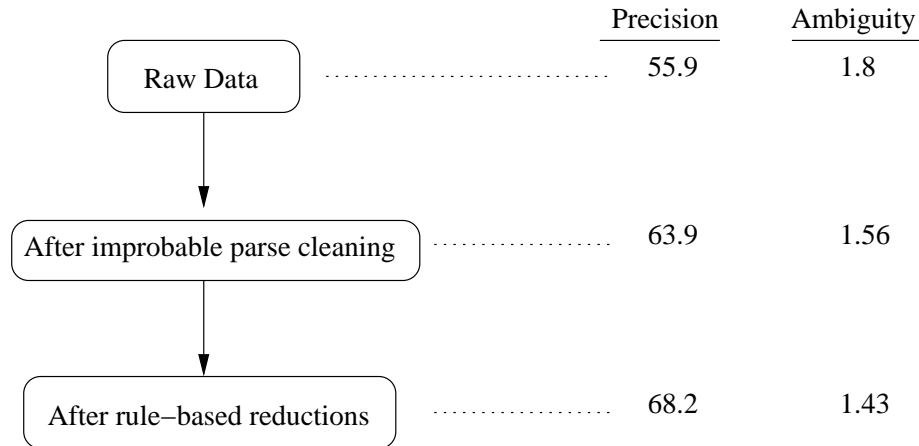 Precision Ambiguity
Raw Data 55.9 1.8
After improbable parse cleaning 63.9 1.56
After rule−based reductions 68.2 1.43